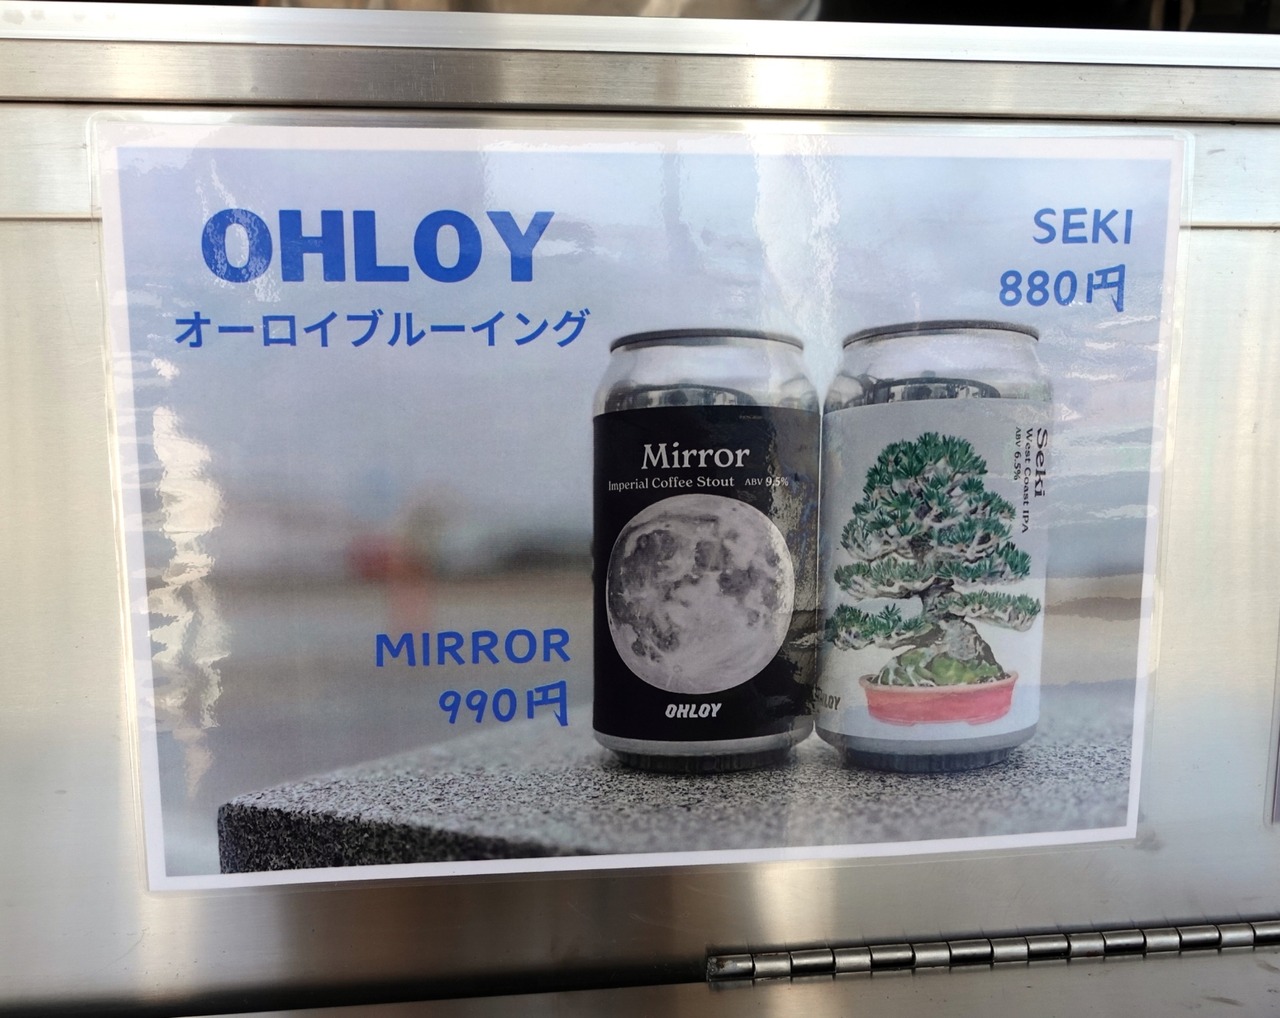 OHLOY
オーロイブルーイング
SEKI
880円
MIRROR
990円
Mirror
Imperial Coffee Stout ABV 9.5%
OHLOY
Seki
West Coast IPA
ABV 6.5%
OHLOY